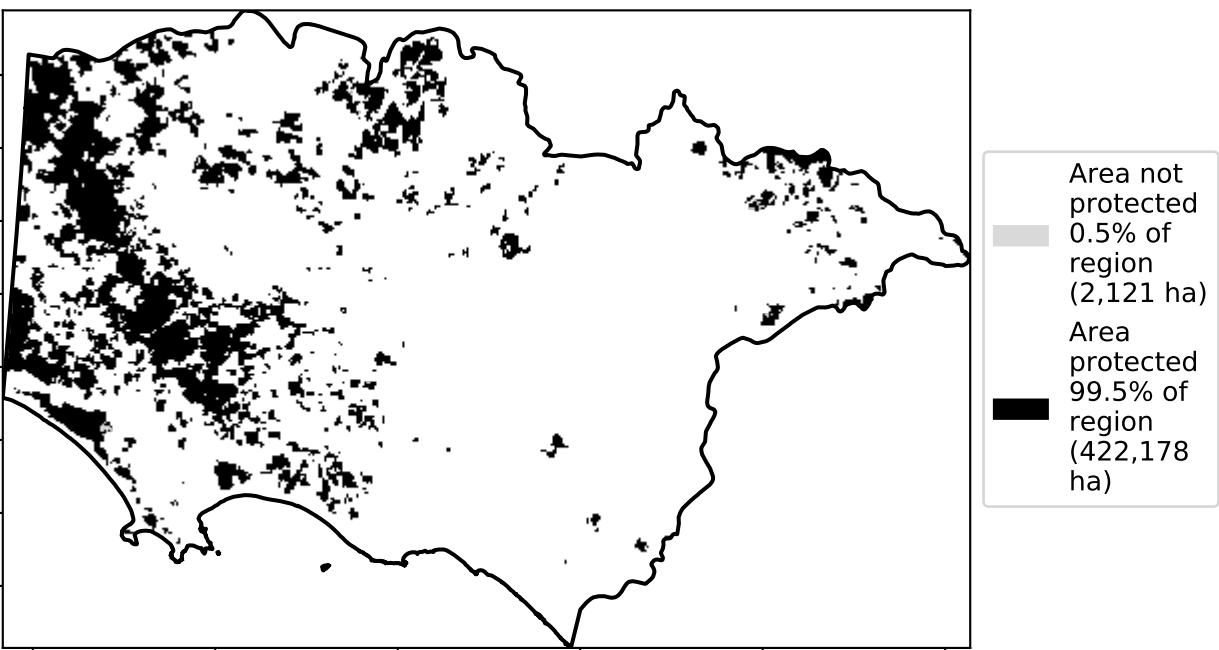 Area not
protected
0.5% of
region
(2,121 ha)
Area
protected
99.5% of
region
(422,178
ha)